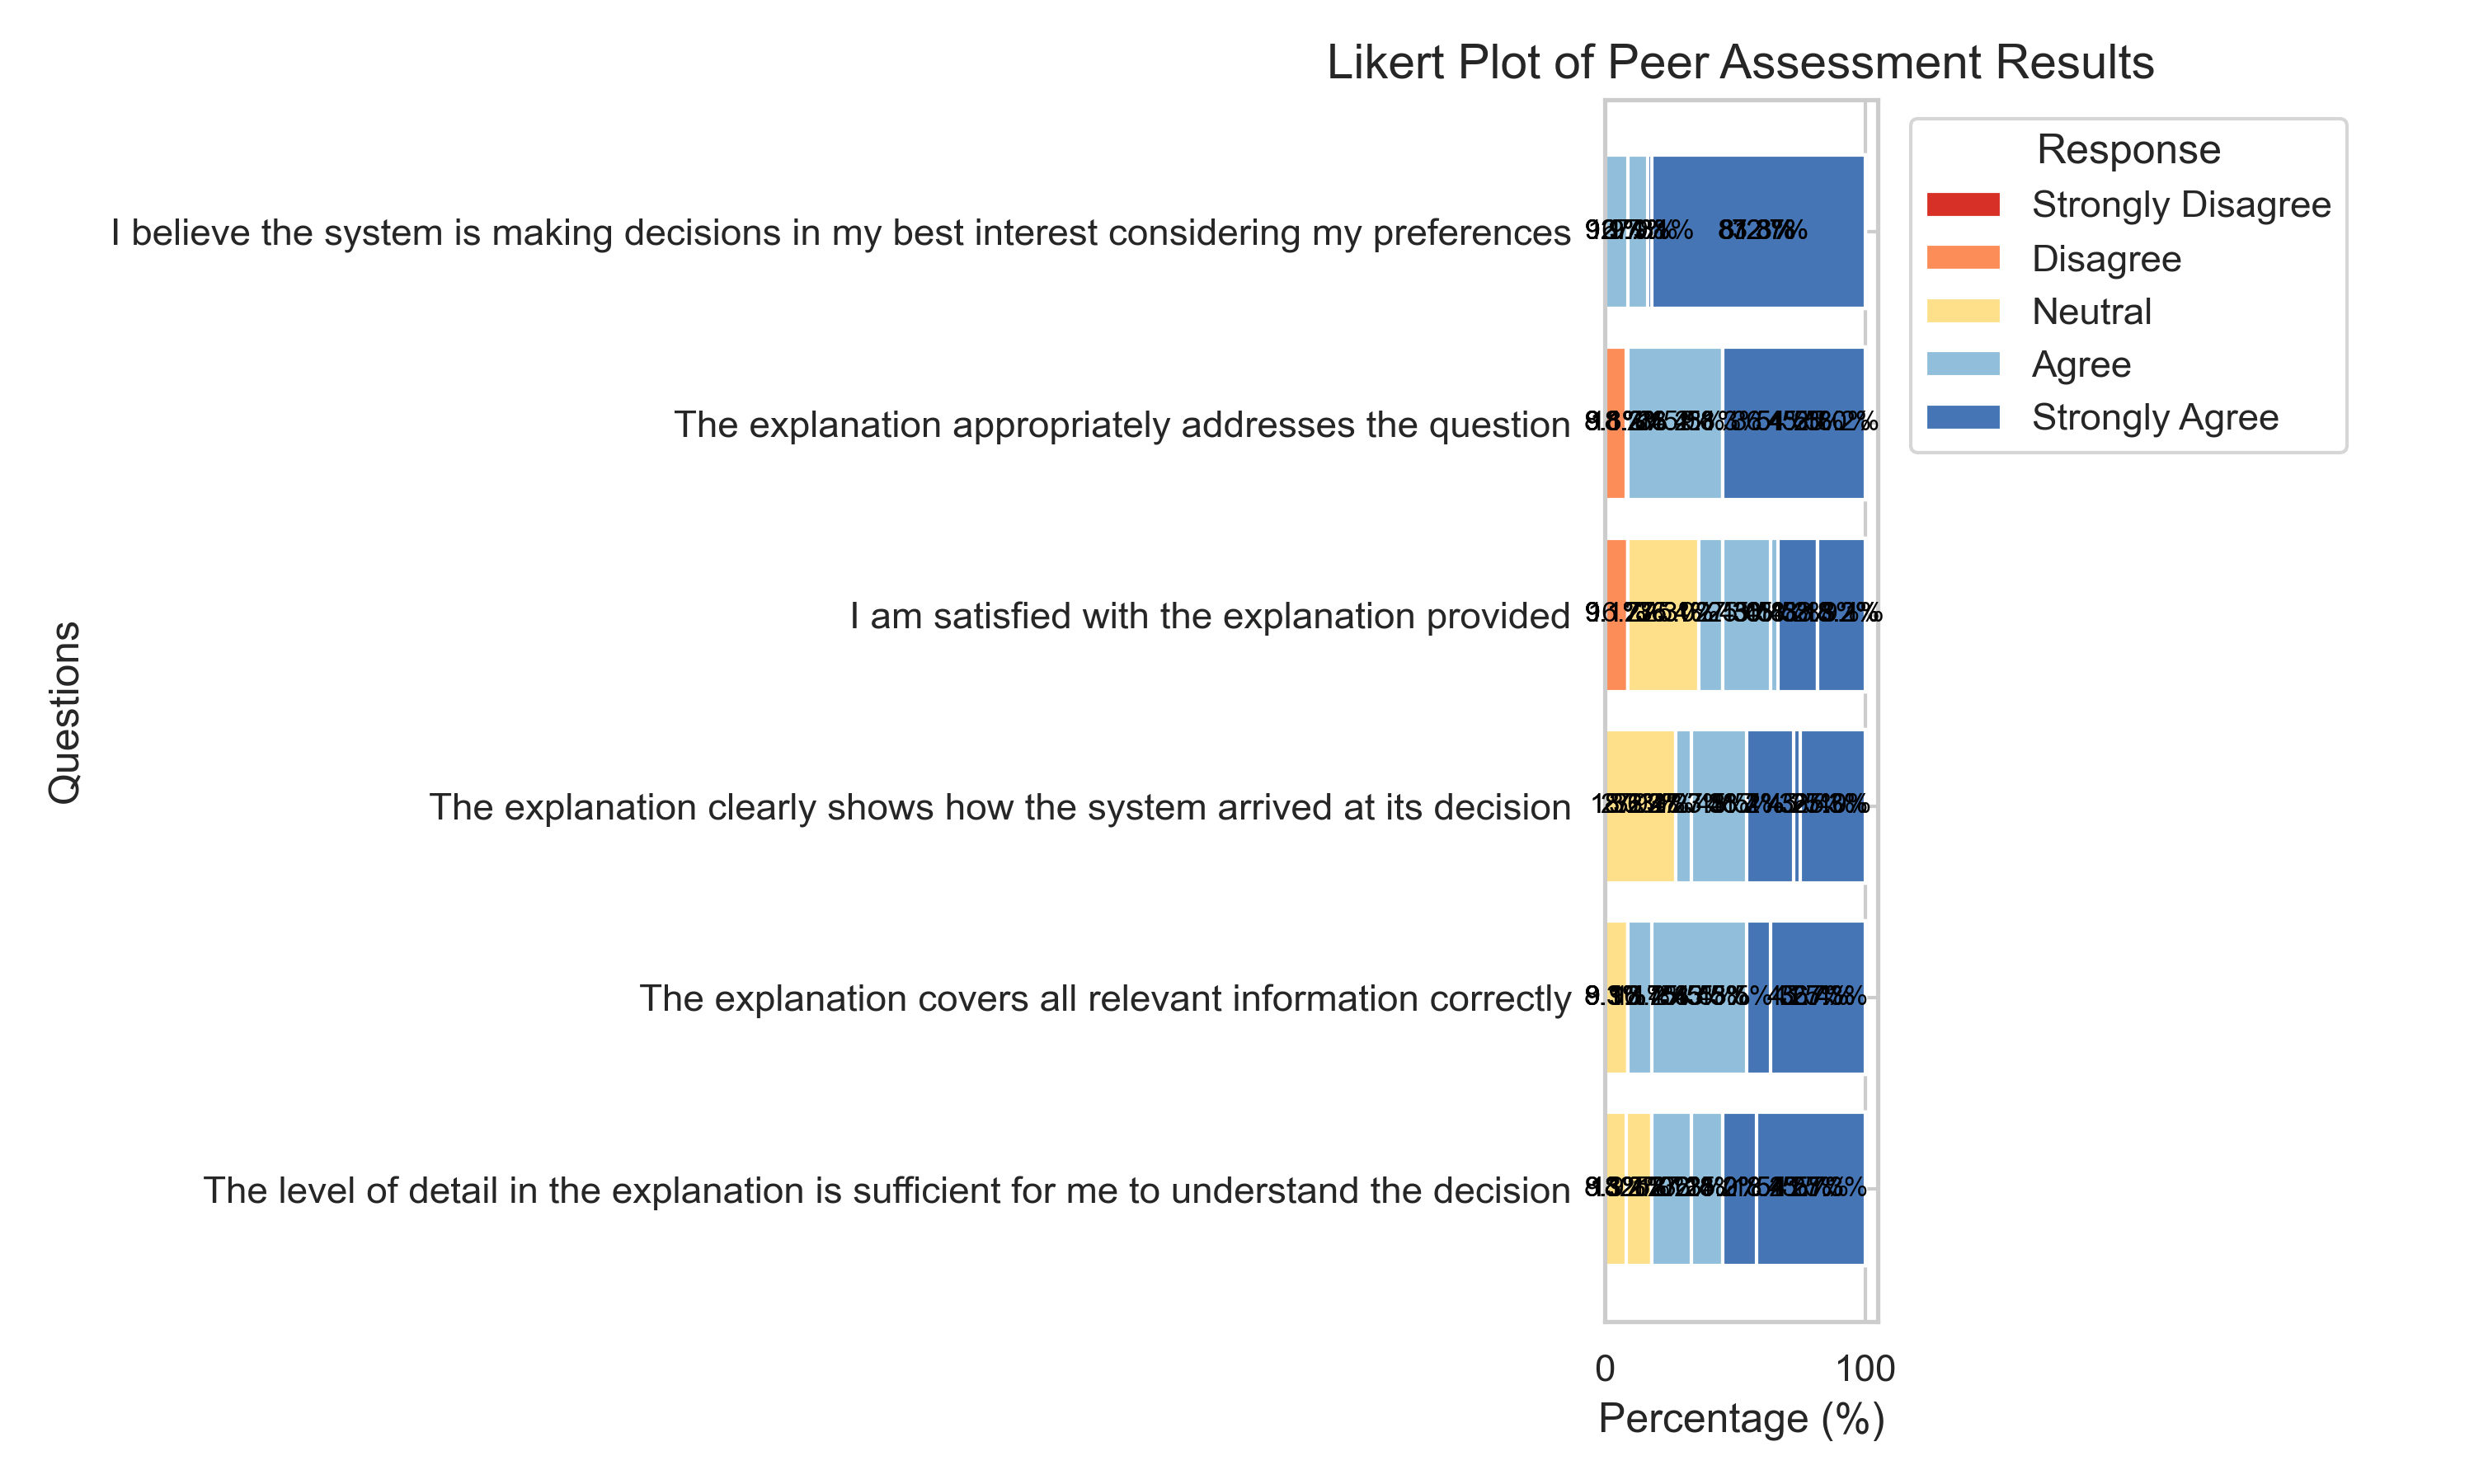 Likert Plot of Peer Assessment Results
Response
Strongly Disagree
Disagree
Neutral
Agree
Strongly Agree
Questions
I believe the system is making decisions in my best interest considering my preferences
The explanation appropriately addresses the question
I am satisfied with the explanation provided
The explanation clearly shows how the system arrived at its decision
The explanation covers all relevant information correctly
The level of detail in the explanation is sufficient for me to understand the decision
0
100
Percentage (%)